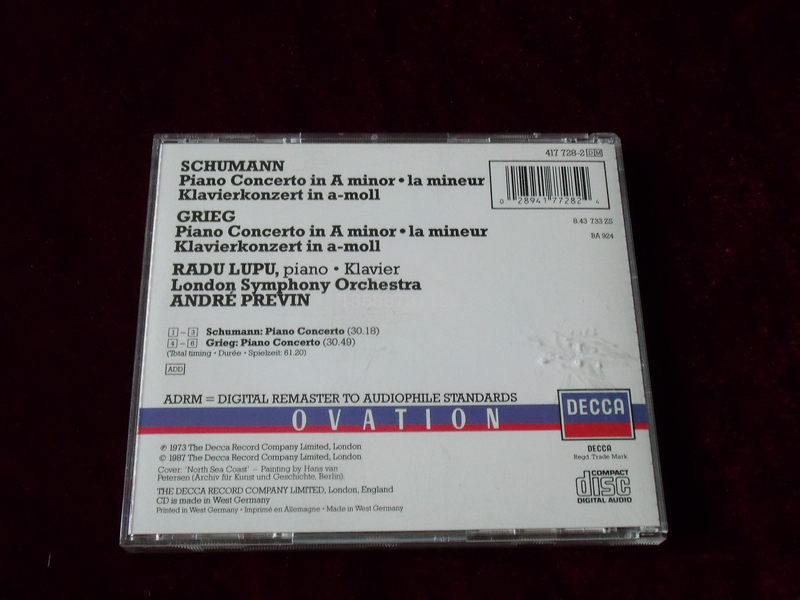 417 728-2 DM
SCHUMANN
Piano Concerto in A minor • la mineur
Klavierkonzert in a-moll
0 28941 77282 4
GRIEG
Piano Concerto in A minor • la mineur
Klavierkonzert in a-moll
8.43 733 ZS
BA 924
RADU LUPU, piano • Klavier
London Symphony Orchestra
ANDRÉ PREVIN
1 – 3 Schumann: Piano Concerto (30.18)
4 – 6 Grieg: Piano Concerto (30.49)
(Total timing • Durée • Spielzeit: 61.20)
ADD
ADRM = DIGITAL REMASTER TO AUDIOPHILE STANDARDS
OVATION
DECCA
℗ 1973 The Decca Record Company Limited, London
© 1987 The Decca Record Company Limited, London
DECCA
Regd. Trade Mark
Cover: 'North Sea Coast' – Painting by Hans van
Petersen (Archiv für Kunst und Geschichte, Berlin).
THE DECCA RECORD COMPANY LIMITED, London, England
CD is made in West Germany
Printed in West Germany • Imprimé en Allemagne • Made in West Germany
COMPACT
disc
DIGITAL AUDIO